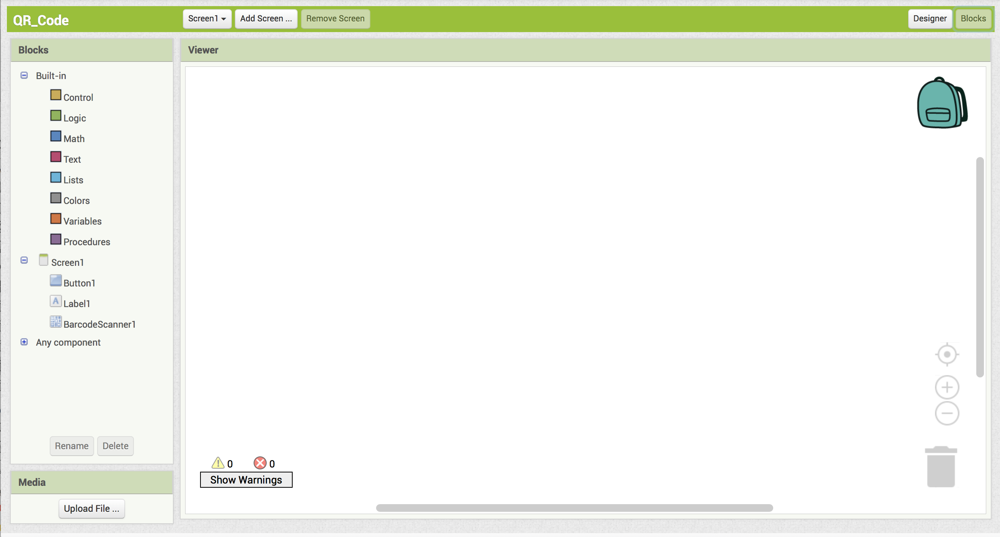 QR_Code
Screen1
Add Screen ...
Remove Screen
Designer
Blocks
Blocks
Built-in
Control
Logic
Math
Text
Lists
Colors
Variables
Procedures
Screen1
Button1
A
Label1
BarcodeScanner1
Any component
Rename
Delete
Media
Upload File ...
Viewer
0
0
Show Warnings